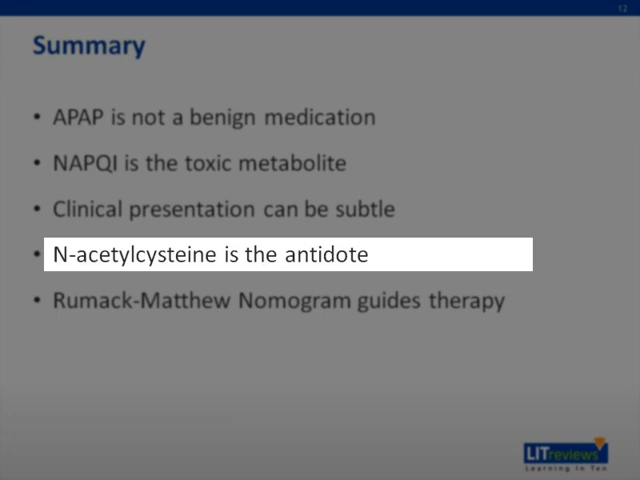 12
Summary
• APAP is not a benign medication
• NAPQI is the toxic metabolite
• Clinical presentation can be subtle
• N-acetylcysteine is the antidote
• Rumack-Matthew Nomogram guides therapy
LITreviews
Learning In Ten